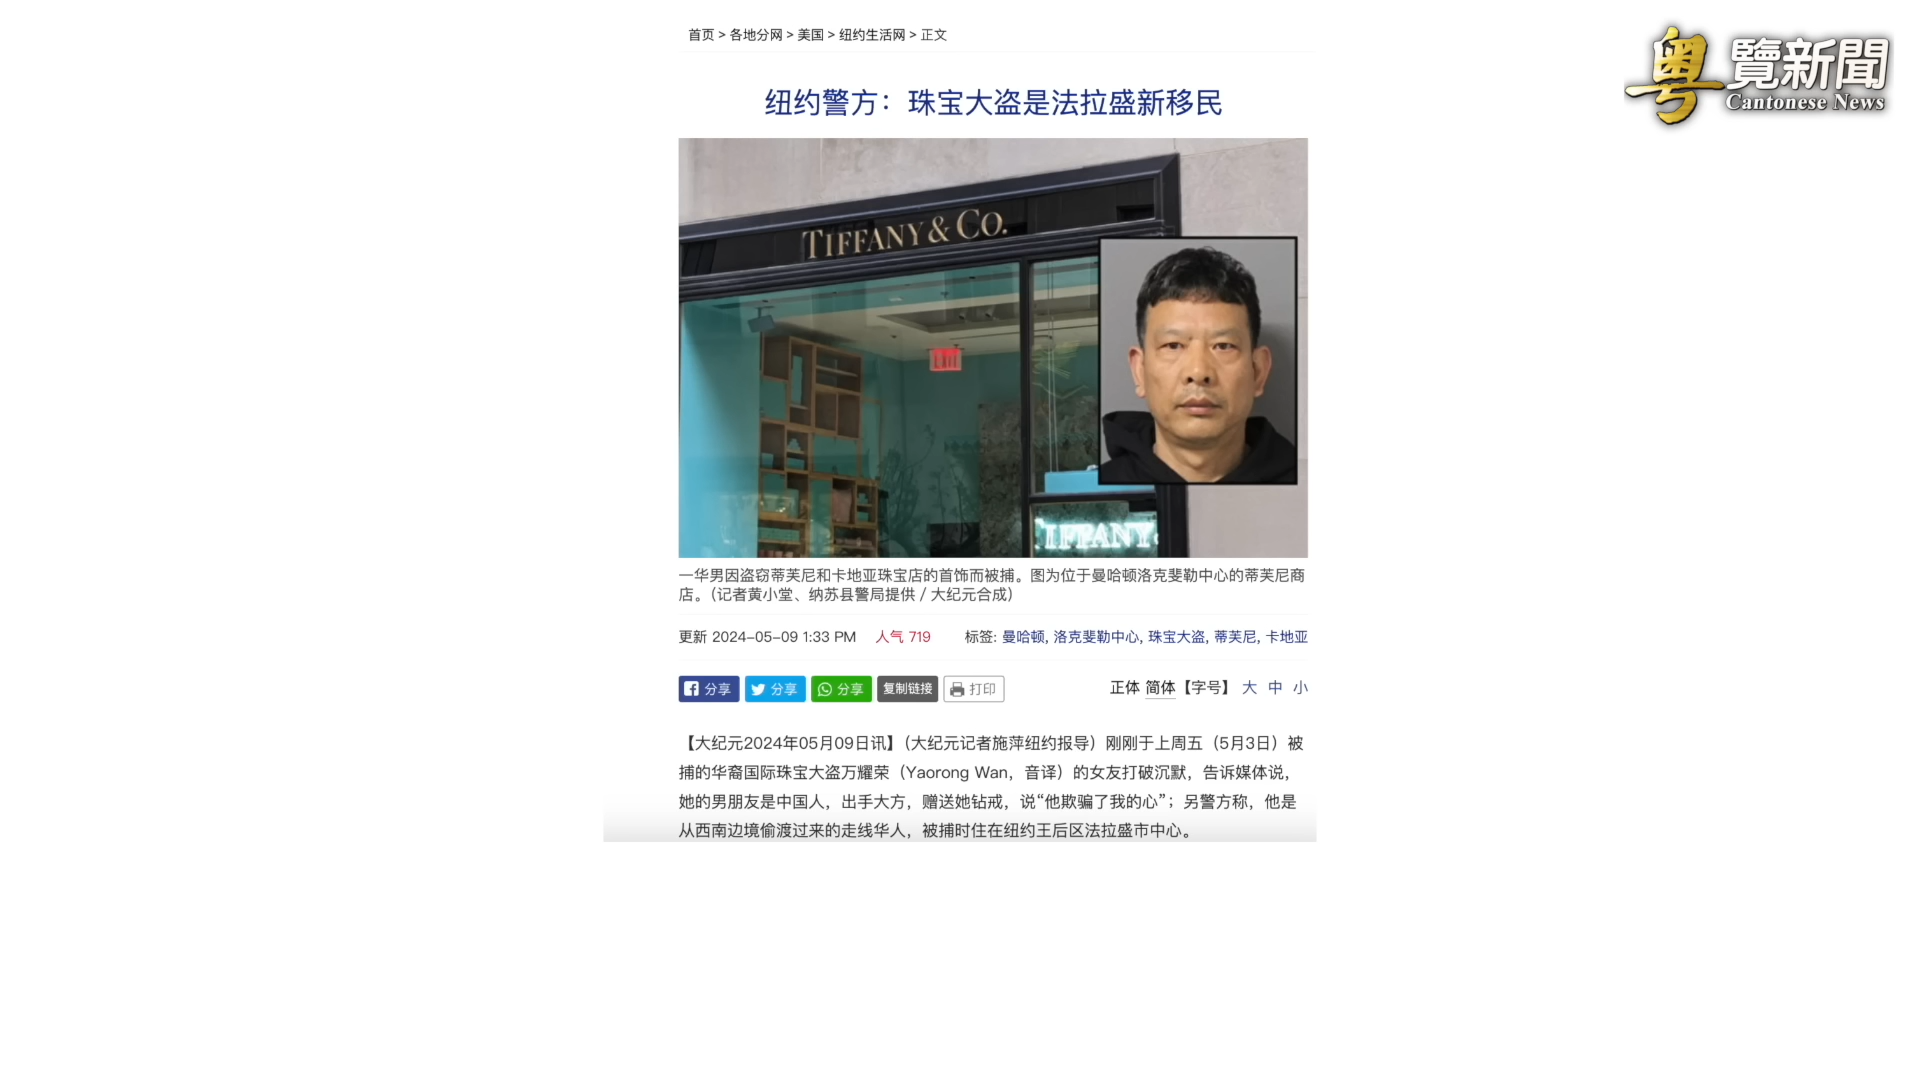 首页 > 各地分网 > 美国 > 纽约生活网 > 正文
粤覽新聞
Cantonese News
纽约警方：珠宝大盗是法拉盛新移民
TIFFANY & CO.
TIFFANY
一华男因盗窃蒂芙尼和卡地亚珠宝店的首饰而被捕。图为位于曼哈顿洛克斐勒中心的蒂芙尼商
店。（记者黄小堂、纳苏县警局提供 / 大纪元合成）
更新 2024-05-09 1:33 PM 人气 719 标签: 曼哈顿, 洛克斐勒中心, 珠宝大盗, 蒂芙尼, 卡地亚
分享 分享 分享 复制链接 打印 正体 简体【字号】 大 中 小
【大纪元2024年05月09日讯】（大纪元记者施萍纽约报导）刚刚于上周五（5月3日）被
捕的华裔国际珠宝大盗万耀荣（Yaorong Wan，音译）的女友打破沉默，告诉媒体说，
她的男朋友是中国人，出手大方，赠送她钻戒，说“他欺骗了我的心”；另警方称，他是
从西南边境偷渡过来的走线华人，被捕时住在纽约王后区法拉盛市中心。